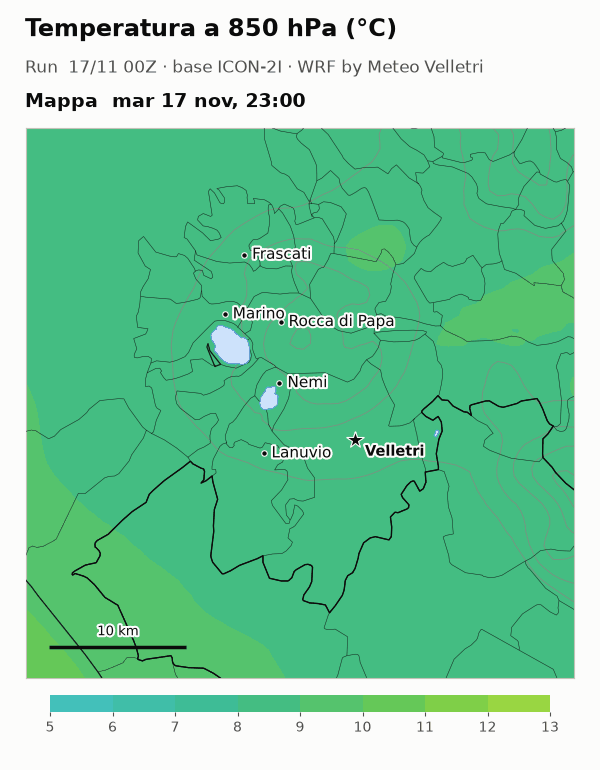 Temperatura a 850 hPa (°C)
Run  17/11 00Z · base ICON-2I · WRF by Meteo Velletri
Mappa  mar 17 nov, 23:00
Frascati
Marino
Rocca di Papa
Nemi
Velletri
Lanuvio
10 km
5 6 7 8 9 10 11 12 13